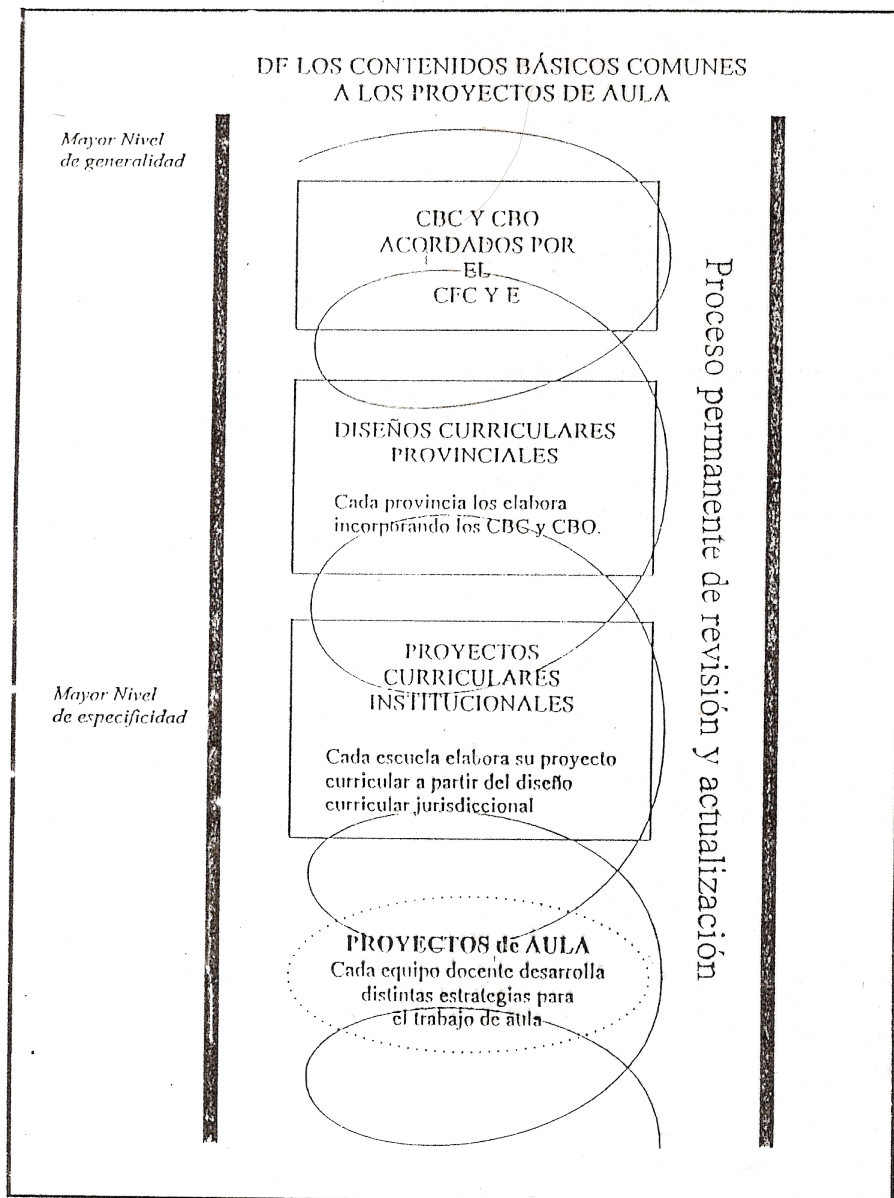 DE LOS CONTENIDOS BÁSICOS COMUNES
A LOS PROYECTOS DE AULA
Mayor Nivel
de generalidad
CBC Y CBO
ACORDADOS POR
EL
CFC Y E
DISEÑOS CURRICULARES
PROVINCIALES
Cada provincia los elabora
incorporando los CBC y CBO.
Mayor Nivel
de especificidad
PROYECTOS
CURRICULARES
INSTITUCIONALES
Cada escuela elabora su proyecto
curricular a partir del diseño
curricular jurisdiccional
PROYECTOS de AULA
Cada equipo docente desarrolla
distintas estrategias para
el trabajo de aula
Proceso permanente de revisión y actualización